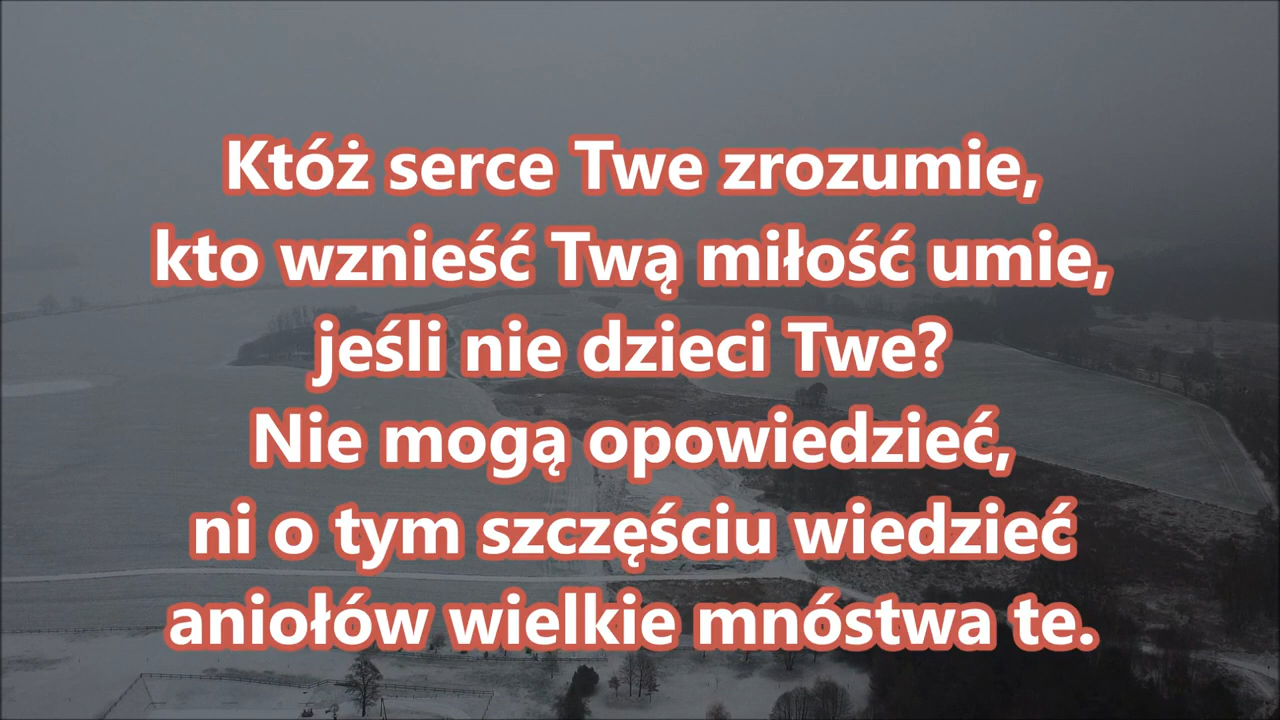 Któż serce Twe zrozumie,
kto wznieść Twą miłość umie,
jeśli nie dzieci Twe?
Nie mogą opowiedzieć,
ni o tym szczęściu wiedzieć
aniołów wielkie mnóstwa te.